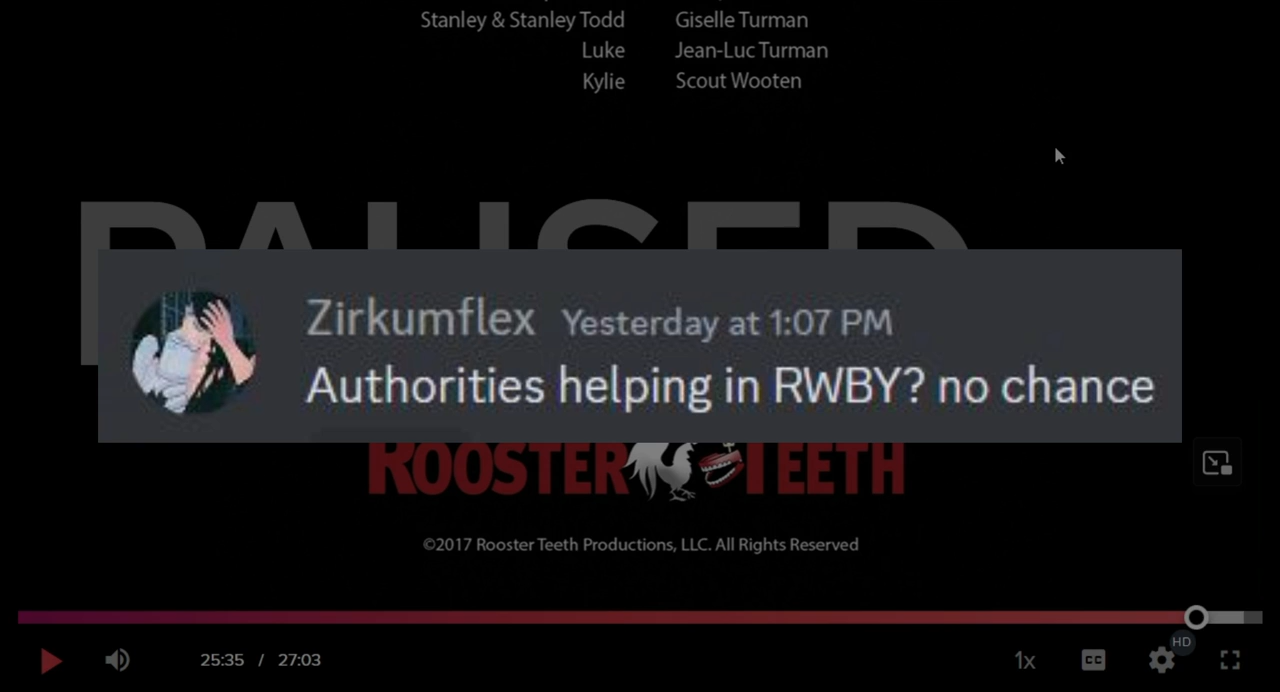 Stanley & Stanley Todd Giselle Turman
Luke Jean-Luc Turman
Kylie Scout Wooten
PAUSED
Zirkumflex Yesterday at 1:07 PM
Authorities helping in RWBY? no chance
ROOSTER TEETH
©2017 Rooster Teeth Productions, LLC. All Rights Reserved
HD
25:35 / 27:03 1x CC